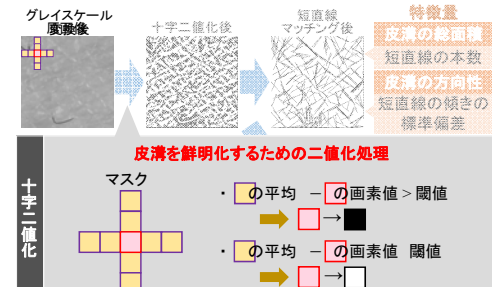 グレイスケール
十字二値化後
短直線
マッチング後
特徴量
皮溝の総面積
短直線の本数
皮溝の方向性
短直線の傾きの
標準偏差
皮溝を鮮明化するための二値化処理
十字二値化
マスク
・ の平均 － の画素値 > 閾値
→
・ の平均 － の画素値 閾値
→